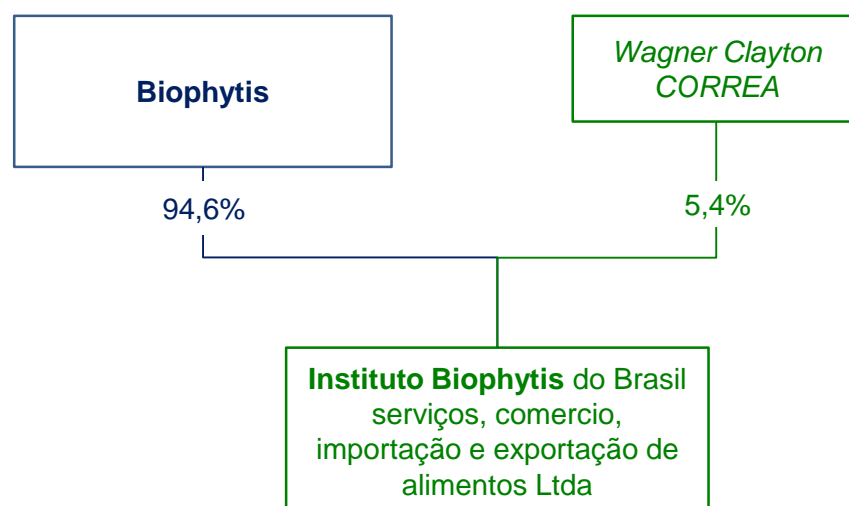 Biophytis
Wagner Clayton
CORREA
94,6%
5,4%
Instituto Biophytis do Brasil
serviços, comercio,
importação e exportação de
alimentos Ltda